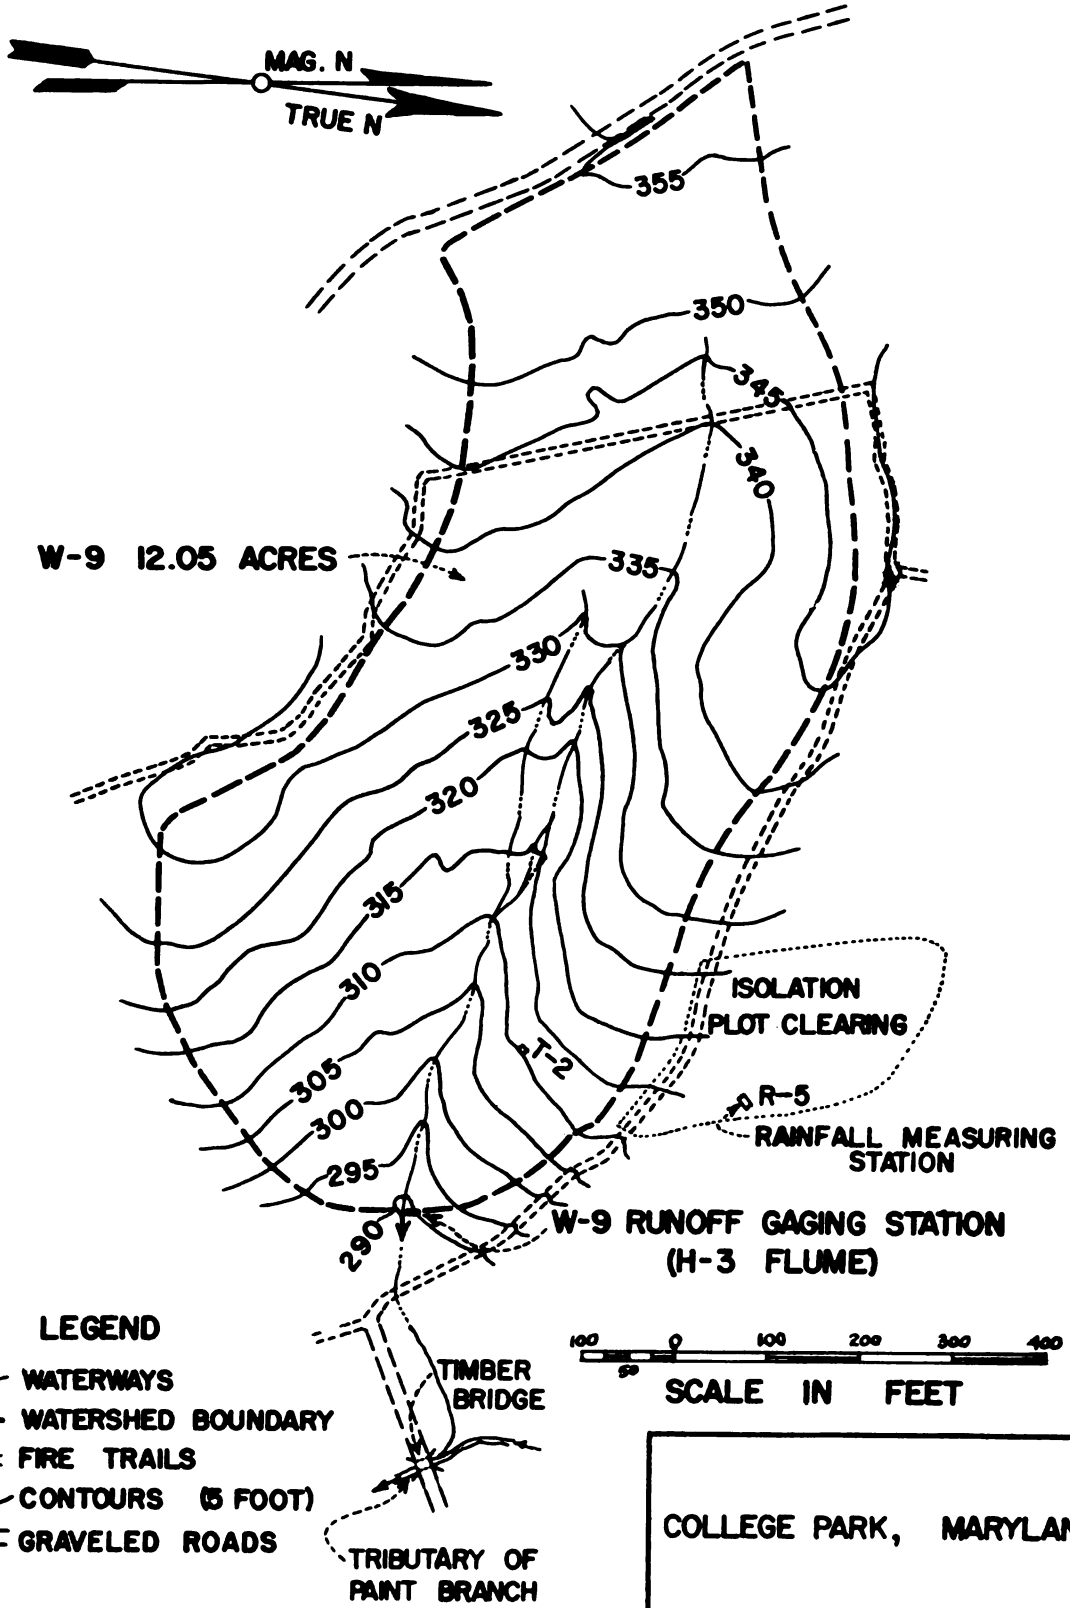 MAG. N
TRUE N
355
350
345
340
W-9 12.05 ACRES
335
330
325
320
315
310
ISOLATION
PLOT CLEARING
T-2
305
R-5
300
RAINFALL MEASURING
STATION
295
290
W-9 RUNOFF GAGING STATION
(H-3 FLUME)
LEGEND
WATERWAYS
WATERSHED BOUNDARY
FIRE TRAILS
CONTOURS (5 FOOT)
GRAVELED ROADS
TIMBER
BRIDGE
100 0 100 200 300 400
50
SCALE IN FEET
TRIBUTARY OF
PAINT BRANCH
COLLEGE PARK, MARYLAN